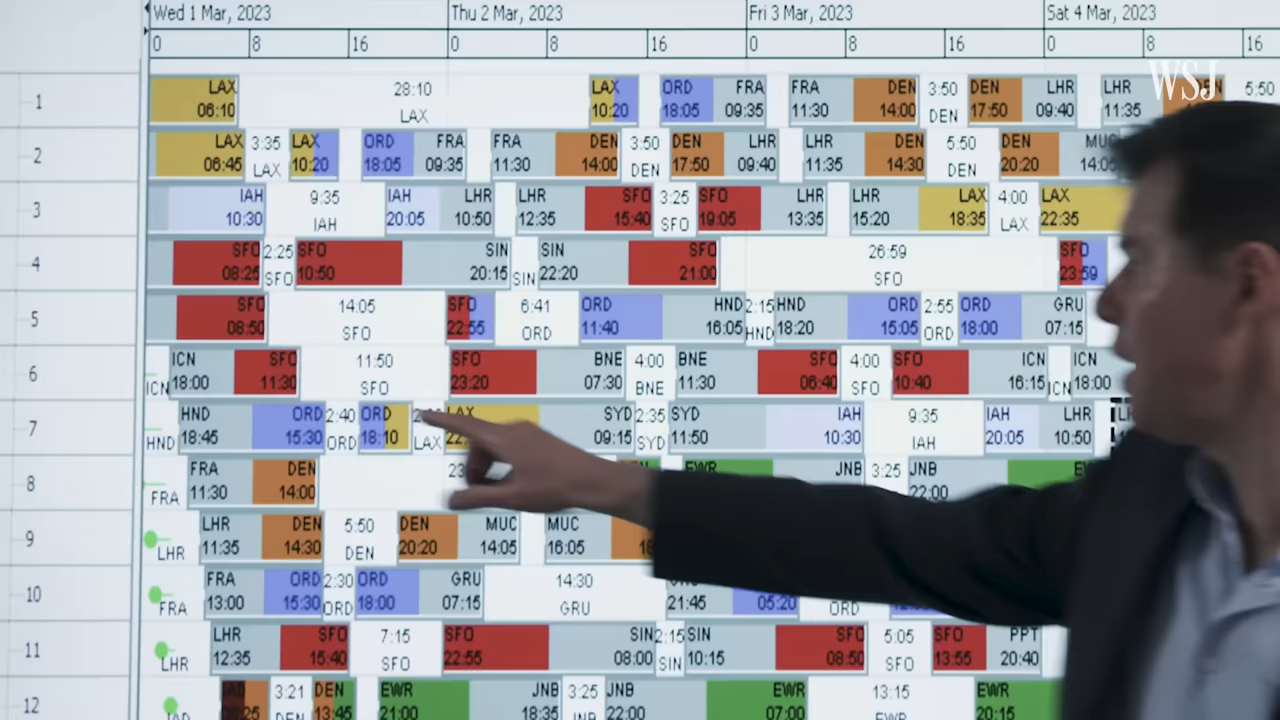 Wed 1 Mar, 2023 Thu 2 Mar, 2023 Fri 3 Mar, 2023 Sat 4 Mar, 2023
0 8 16 0 8 16 0 8 16 0 8 16
WSJ
LAX 28:10 LAX ORD FRA FRA DEN 3:50 DEN LHR LHR DEN 5:50
1
06:10 LAX 10:20 18:05 09:35 11:30 14:00 DEN 17:50 09:40 11:35
LAX 3:35 LAX ORD FRA FRA DEN 3:50 DEN LHR LHR DEN 5:50 DEN MUC
2
06:45 LAX 10:20 18:05 09:35 11:30 14:00 DEN 17:50 09:40 11:35 14:30 DEN 20:20 14:05
IAH 9:35 IAH LHR LHR SFO 3:25 SFO LHR LHR LAX 4:00 LAX
3
10:30 IAH 20:05 10:50 12:35 15:40 SFO 19:05 13:35 15:20 18:35 LAX 22:35
SFO 2:25 SFO SIN SIN SFO 26:59 SFO
4
08:25 SFO 10:50 20:15 SIN 22:20 21:00 SFO 23:59
SFO 14:05 SFO 6:41 ORD HND 2:15 HND ORD 2:55 ORD GRU
5
08:50 SFO 22:55 ORD 11:40 16:05 HND 18:20 15:05 ORD 18:00 07:15
ICN SFO 11:50 SFO BNE 4:00 BNE SFO 4:00 SFO ICN ICN
6
ICN 18:00 11:30 SFO 23:20 07:30 BNE 11:30 06:40 SFO 10:40 16:15 ICN 18:00
HND ORD 2:40 ORD LAX SYD 2:35 SYD IAH 9:35 IAH LHR
7
HND 18:45 15:30 ORD 18:10 LAX 09:15 SYD 11:50 10:30 IAH 20:05 10:50
FRA DEN EWR JNB 3:25 JNB
8
FRA 11:30 14:00 22:00
LHR DEN 5:50 DEN MUC MUC
9
LHR 11:35 14:30 DEN 20:20 14:05 16:05
FRA ORD 2:30 ORD GRU 14:30
10
FRA 13:00 15:30 ORD 18:00 07:15 GRU 21:45 05:20 ORD
LHR SFO 7:15 SFO SIN 2:15 SIN SFO 5:05 SFO PPT
11
LHR 12:35 15:40 SFO 22:55 08:00 SIN 10:15 08:50 SFO 13:55 20:40
IAD 3:21 DEN EWR JNB 3:25 JNB EWR 13:15 EWR
12
IAD DEN 13:45 21:00 18:35 JNB 22:00 07:00 EWR 20:15